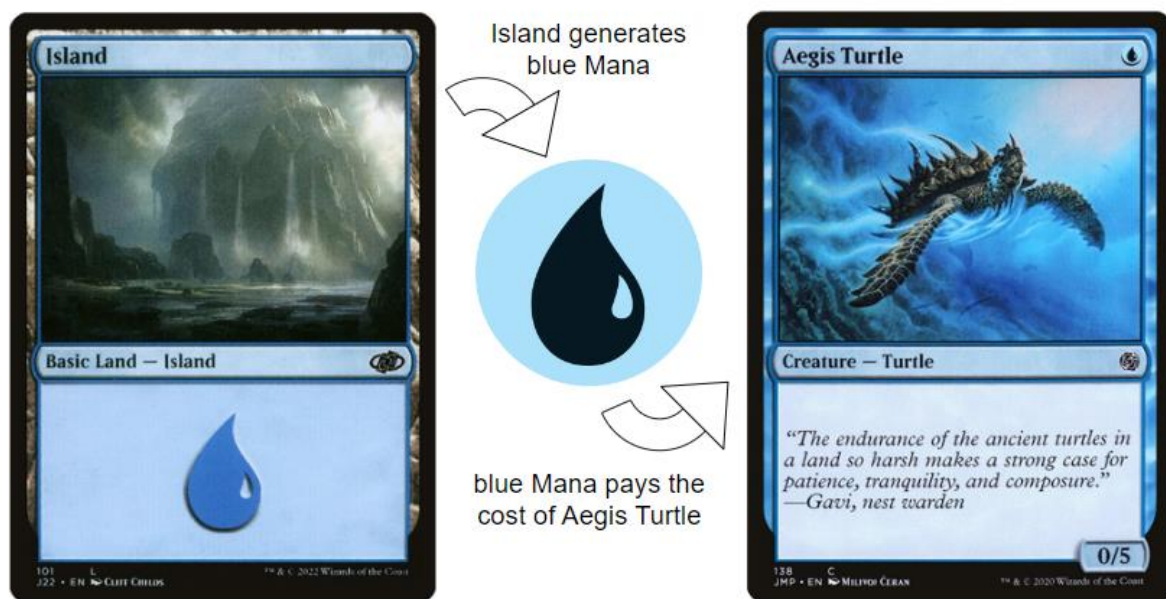 Island
Basic Land — Island
101 L
J22 • EN CLIFF CHILDS
™ & © 2022 Wizards of the Coast
Island generates
blue Mana
blue Mana pays the
cost of Aegis Turtle
Aegis Turtle
Creature — Turtle
“The endurance of the ancient turtles in
a land so harsh makes a strong case for
patience, tranquility, and composure.”
—Gavi, nest warden
0/5
138 C
JMP • EN MILIVOJ ĆERAN
™ & © 2020 Wizards of the Coast